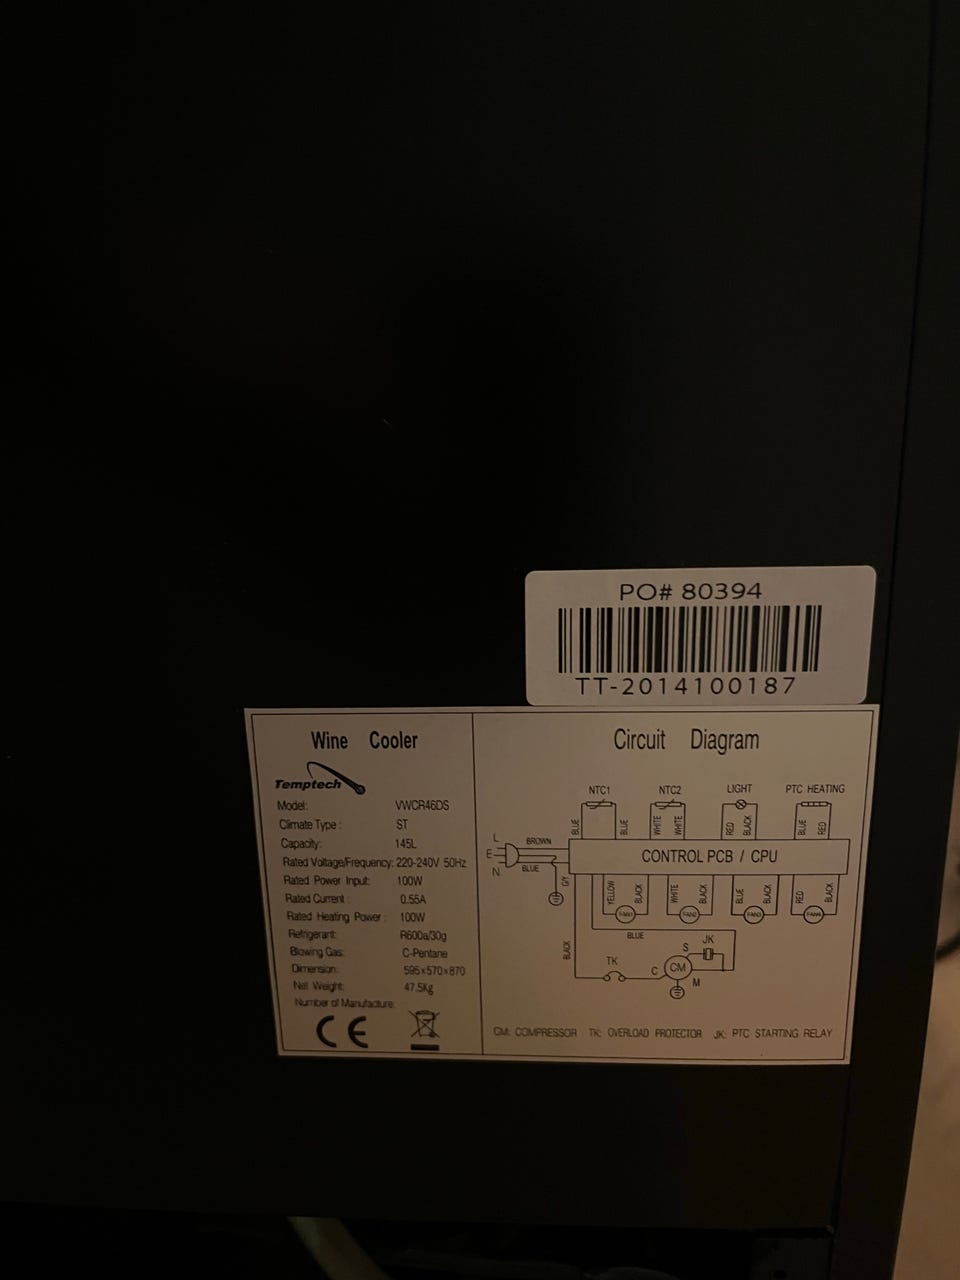 PO# 80394
TT-2014100187
Wine Cooler
Temptech
Model: VWCR46DS
Climate Type : ST
Capacity: 145L
Rated Voltage/Frequency: 220-240V 50Hz
Rated Power Input: 100W
Rated Current : 0.55A
Rated Heating Power : 100W
Refrigerant: R600a/30g
Blowing Gas: C-Pentane
Dimension: 595×570×870
Net Weight: 47.5Kg
Number of Manufacture:
CE
Circuit Diagram
NTC1 NTC2 LIGHT PTC HEATING
BLUE BLUE WHITE WHITE RED BLACK BLUE RED
L BROWN
E
N BLUE
G/Y
CONTROL PCB / CPU
YELLOW BLACK WHITE BLACK BLUE BLACK RED BLACK
FAN1 FAN2 FAN3 FAN4
BLUE
BLACK
TK C CM S JK M
CM: COMPRESSOR TK: OVERLOAD PROTECTOR JK: PTC STARTING RELAY